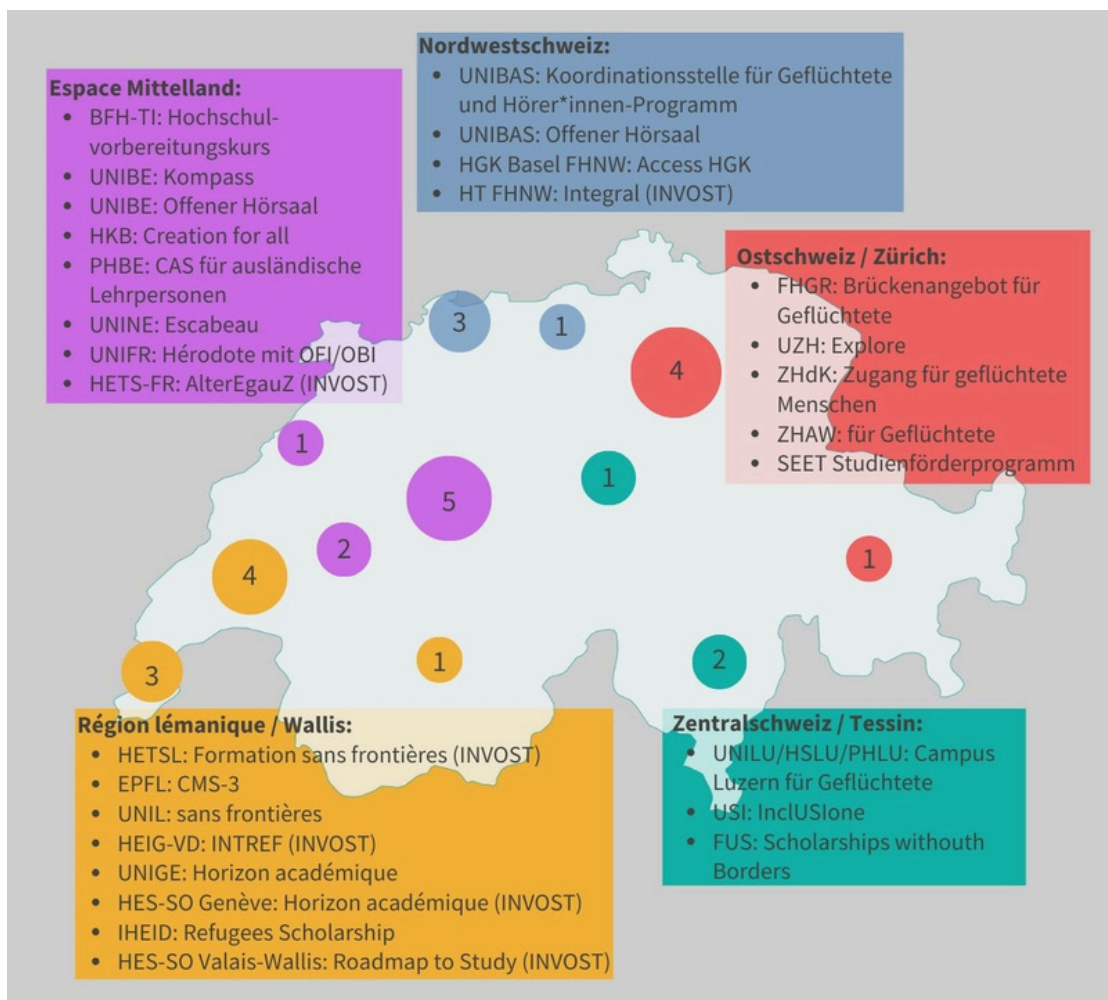 Nordwestschweiz:
• UNIBAS: Koordinationsstelle für Geflüchtete
und Hörer*innen-Programm
• UNIBAS: Offener Hörsaal
• HGK Basel FHNW: Access HGK
• HT FHNW: Integral (INVOST)
Espace Mittelland:
• BFH-TI: Hochschul-
vorbereitungskurs
• UNIBE: Kompass
• UNIBE: Offener Hörsaal
• HKB: Creation for all
• PHBE: CAS für ausländische
Lehrpersonen
• UNINE: Escabeau
• UNIFR: Hérodote mit OFI/OBI
• HETS-FR: AlterEgauZ (INVOST)
Ostschweiz / Zürich:
• FHGR: Brückenangebot für
Geflüchtete
• UZH: Explore
• ZHdK: Zugang für geflüchtete
Menschen
• ZHAW: für Geflüchtete
• SEET Studienförderprogramm
3
1
4
1
5
1
2
4
1
3
1
2
Région lémanique / Wallis:
• HETSL: Formation sans frontières (INVOST)
• EPFL: CMS-3
• UNIL: sans frontières
• HEIG-VD: INTREF (INVOST)
• UNIGE: Horizon académique
• HES-SO Genève: Horizon académique (INVOST)
• IHEID: Refugees Scholarship
• HES-SO Valais-Wallis: Roadmap to Study (INVOST)
Zentralschweiz / Tessin:
• UNILU/HSLU/PHLU: Campus
Luzern für Geflüchtete
• USI: InclUSIone
• FUS: Scholarships withouth
Borders